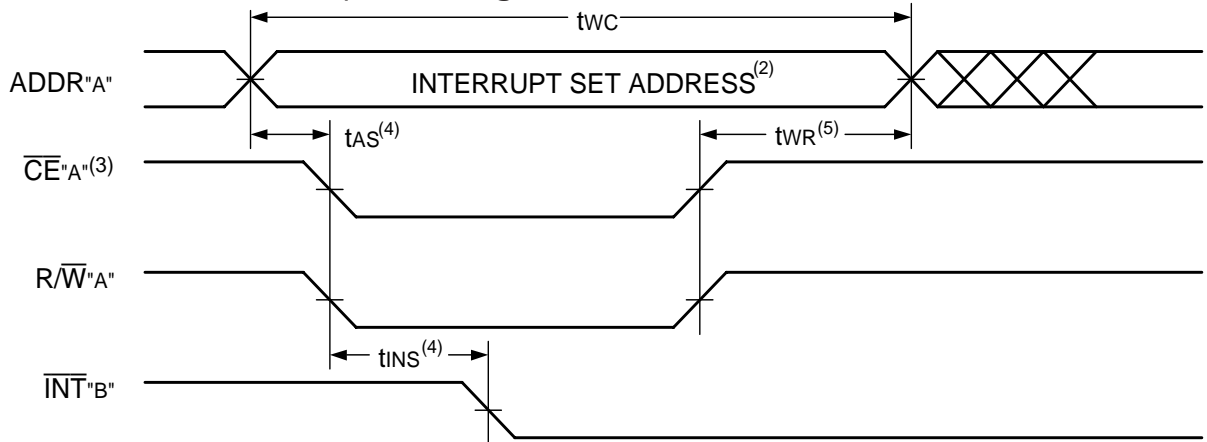 tWC
ADDR"A"
INTERRUPT SET ADDRESS(2)
tAS(4)
tWR(5)
CE"A"(3)
R/W"A"
tINS(4)
INT"B"